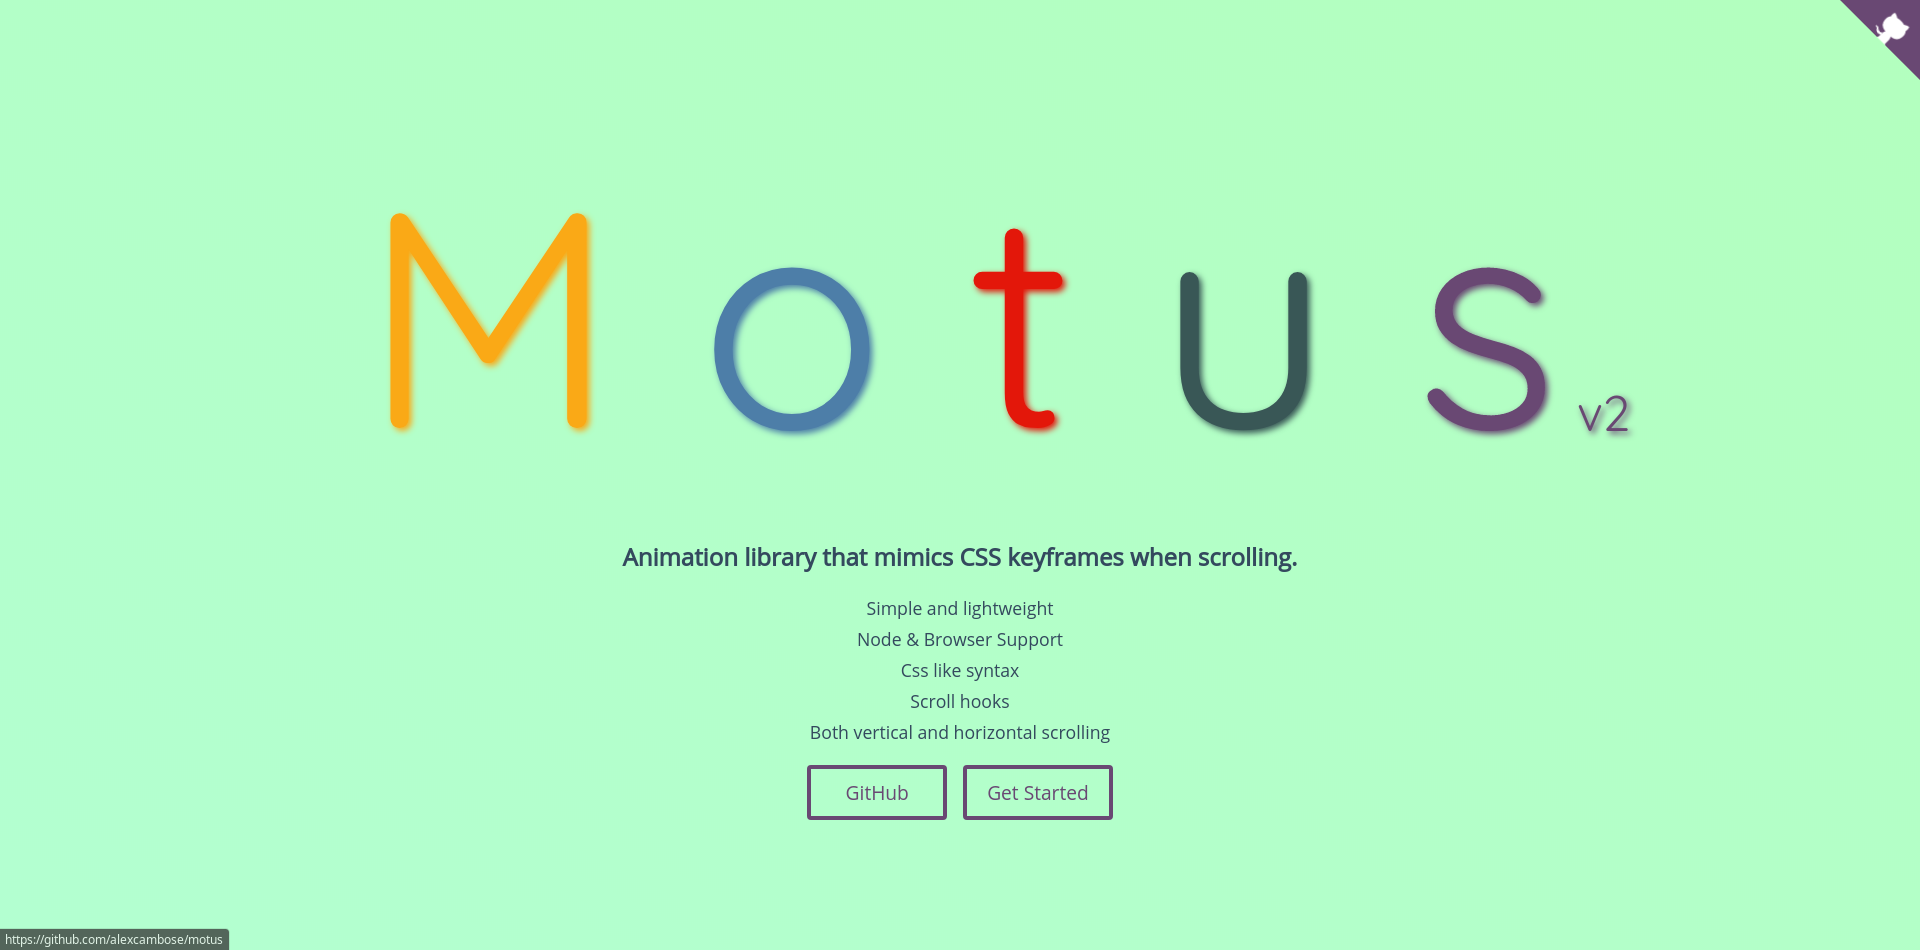 Motus v2
Animation library that mimics CSS keyframes when scrolling.
Simple and lightweight
Node & Browser Support
Css like syntax
Scroll hooks
Both vertical and horizontal scrolling
GitHub
Get Started
https://github.com/alexcambose/motus